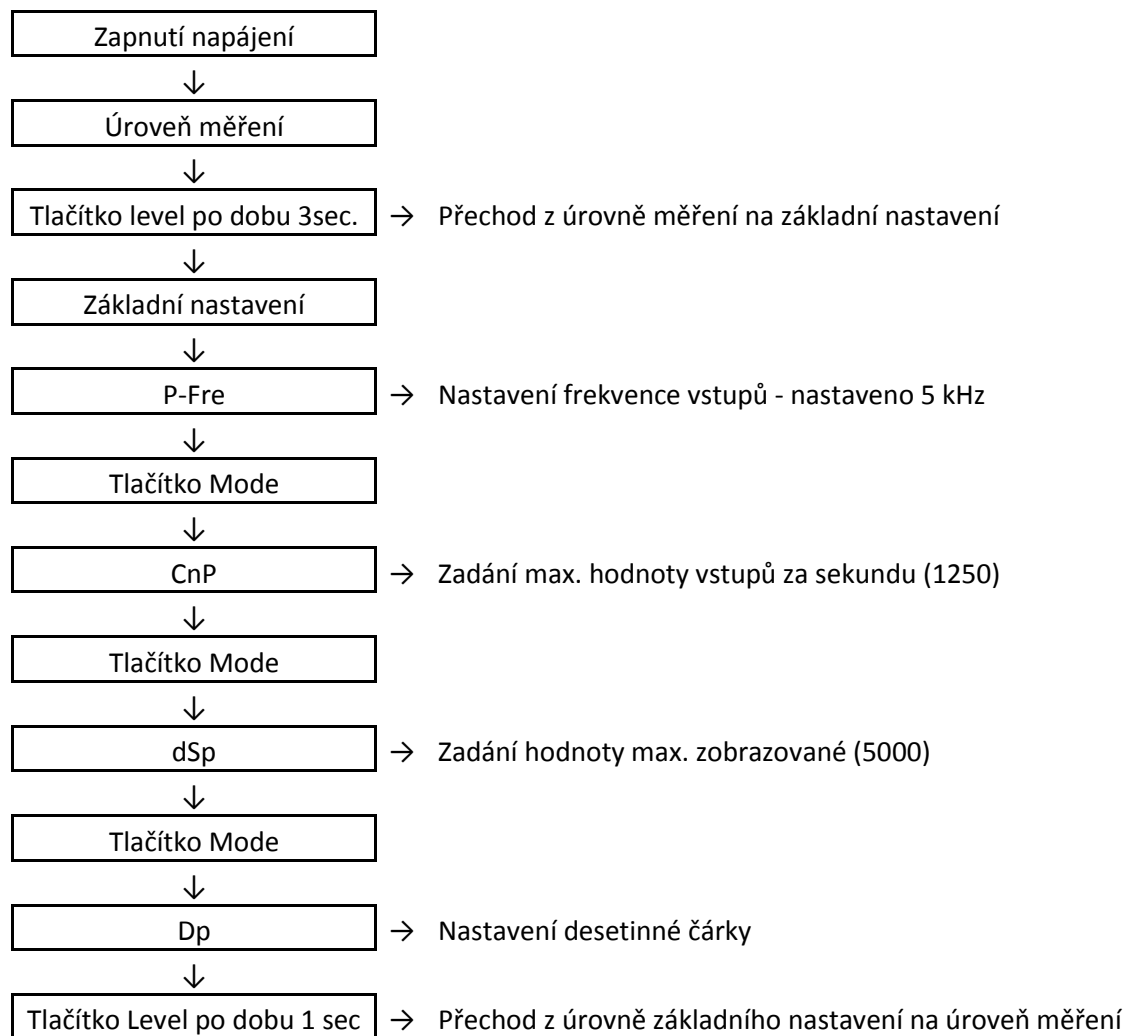 Zapnutí napájení
↓
Úroveň měření
↓
Tlačítko level po dobu 3sec. → Přechod z úrovně měření na základní nastavení
↓
Základní nastavení
↓
P-Fre → Nastavení frekvence vstupů - nastaveno 5 kHz
↓
Tlačítko Mode
↓
CnP → Zadání max. hodnoty vstupů za sekundu (1250)
↓
Tlačítko Mode
↓
dSp → Zadání hodnoty max. zobrazované (5000)
↓
Tlačítko Mode
↓
Dp → Nastavení desetinné čárky
↓
Tlačítko Level po dobu 1 sec → Přechod z úrovně základního nastavení na úroveň měření